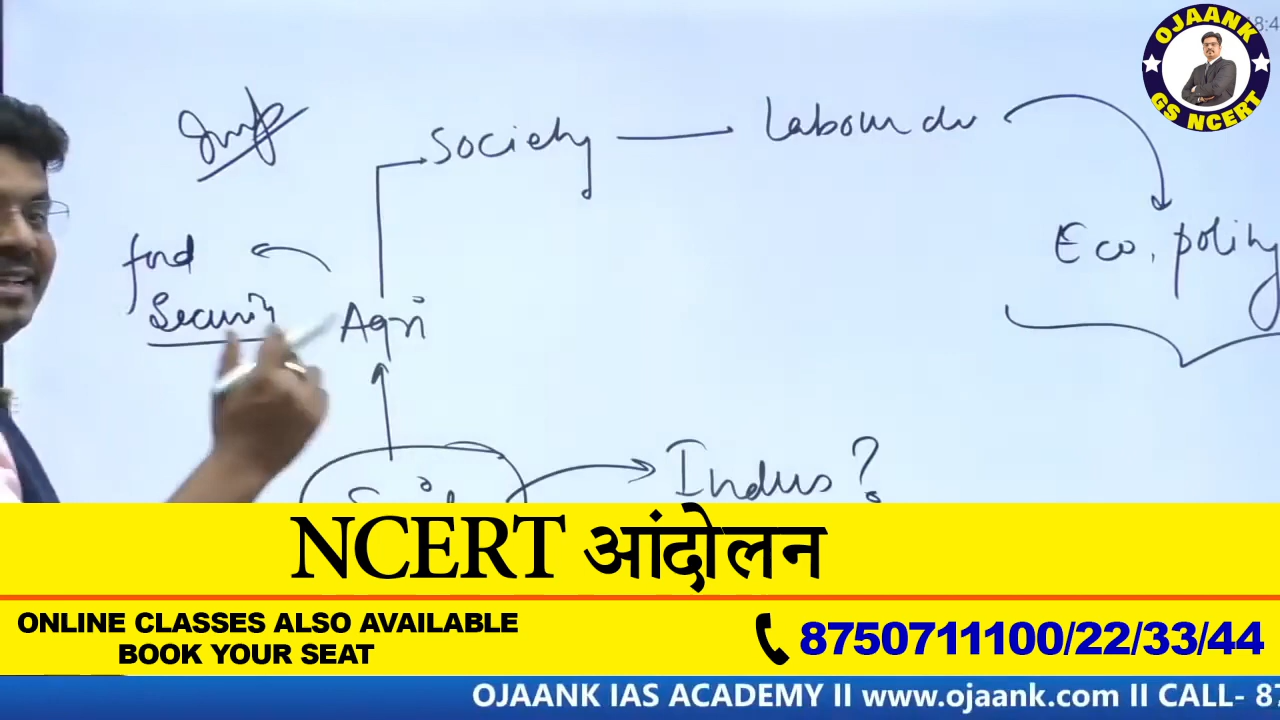 OJAANK
GS NCERT
Imp
Society
Labour div
Eco. policy
food
Security
Agri
Indus?
NCERT आंदोलन
ONLINE CLASSES ALSO AVAILABLE
BOOK YOUR SEAT
8750711100/22/33/44
OJAANK IAS ACADEMY II www.ojaank.com II CALL- 87